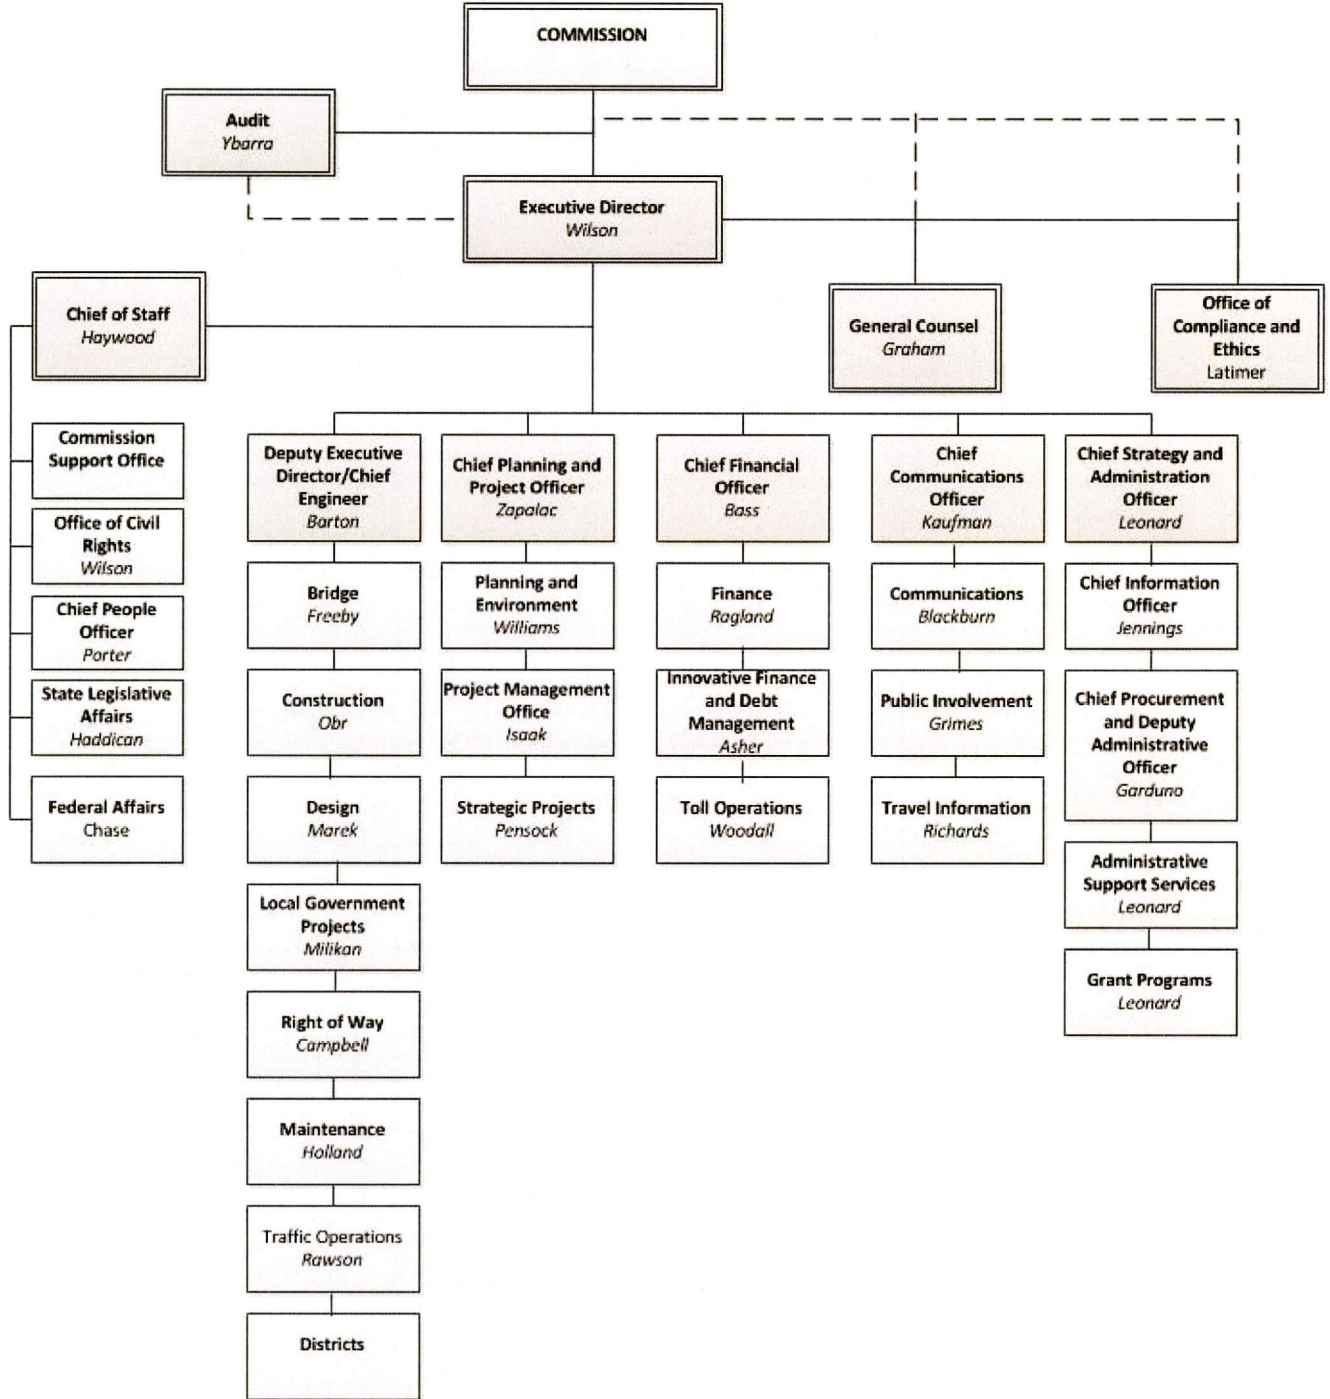 COMMISSION
Audit
Ybarra
Executive Director
Wilson
Chief of Staff
Haywood
General Counsel
Graham
Office of
Compliance and
Ethics
Latimer
Commission
Support Office
Office of Civil
Rights
Wilson
Chief People
Officer
Porter
State Legislative
Affairs
Haddican
Federal Affairs
Chase
Deputy Executive
Director/Chief
Engineer
Barton
Bridge
Freeby
Construction
Obr
Design
Marek
Local Government
Projects
Milikan
Right of Way
Campbell
Maintenance
Holland
Traffic Operations
Rawson
Districts
Chief Planning and
Project Officer
Zapalac
Planning and
Environment
Williams
Project Management
Office
Isaak
Strategic Projects
Pensock
Chief Financial
Officer
Bass
Finance
Ragland
Innovative Finance
and Debt
Management
Asher
Toll Operations
Woodall
Chief
Communications
Officer
Kaufman
Communications
Blackburn
Public Involvement
Grimes
Travel Information
Richards
Chief Strategy and
Administration
Officer
Leonard
Chief Information
Officer
Jennings
Chief Procurement
and Deputy
Administrative
Officer
Garduno
Administrative
Support Services
Leonard
Grant Programs
Leonard